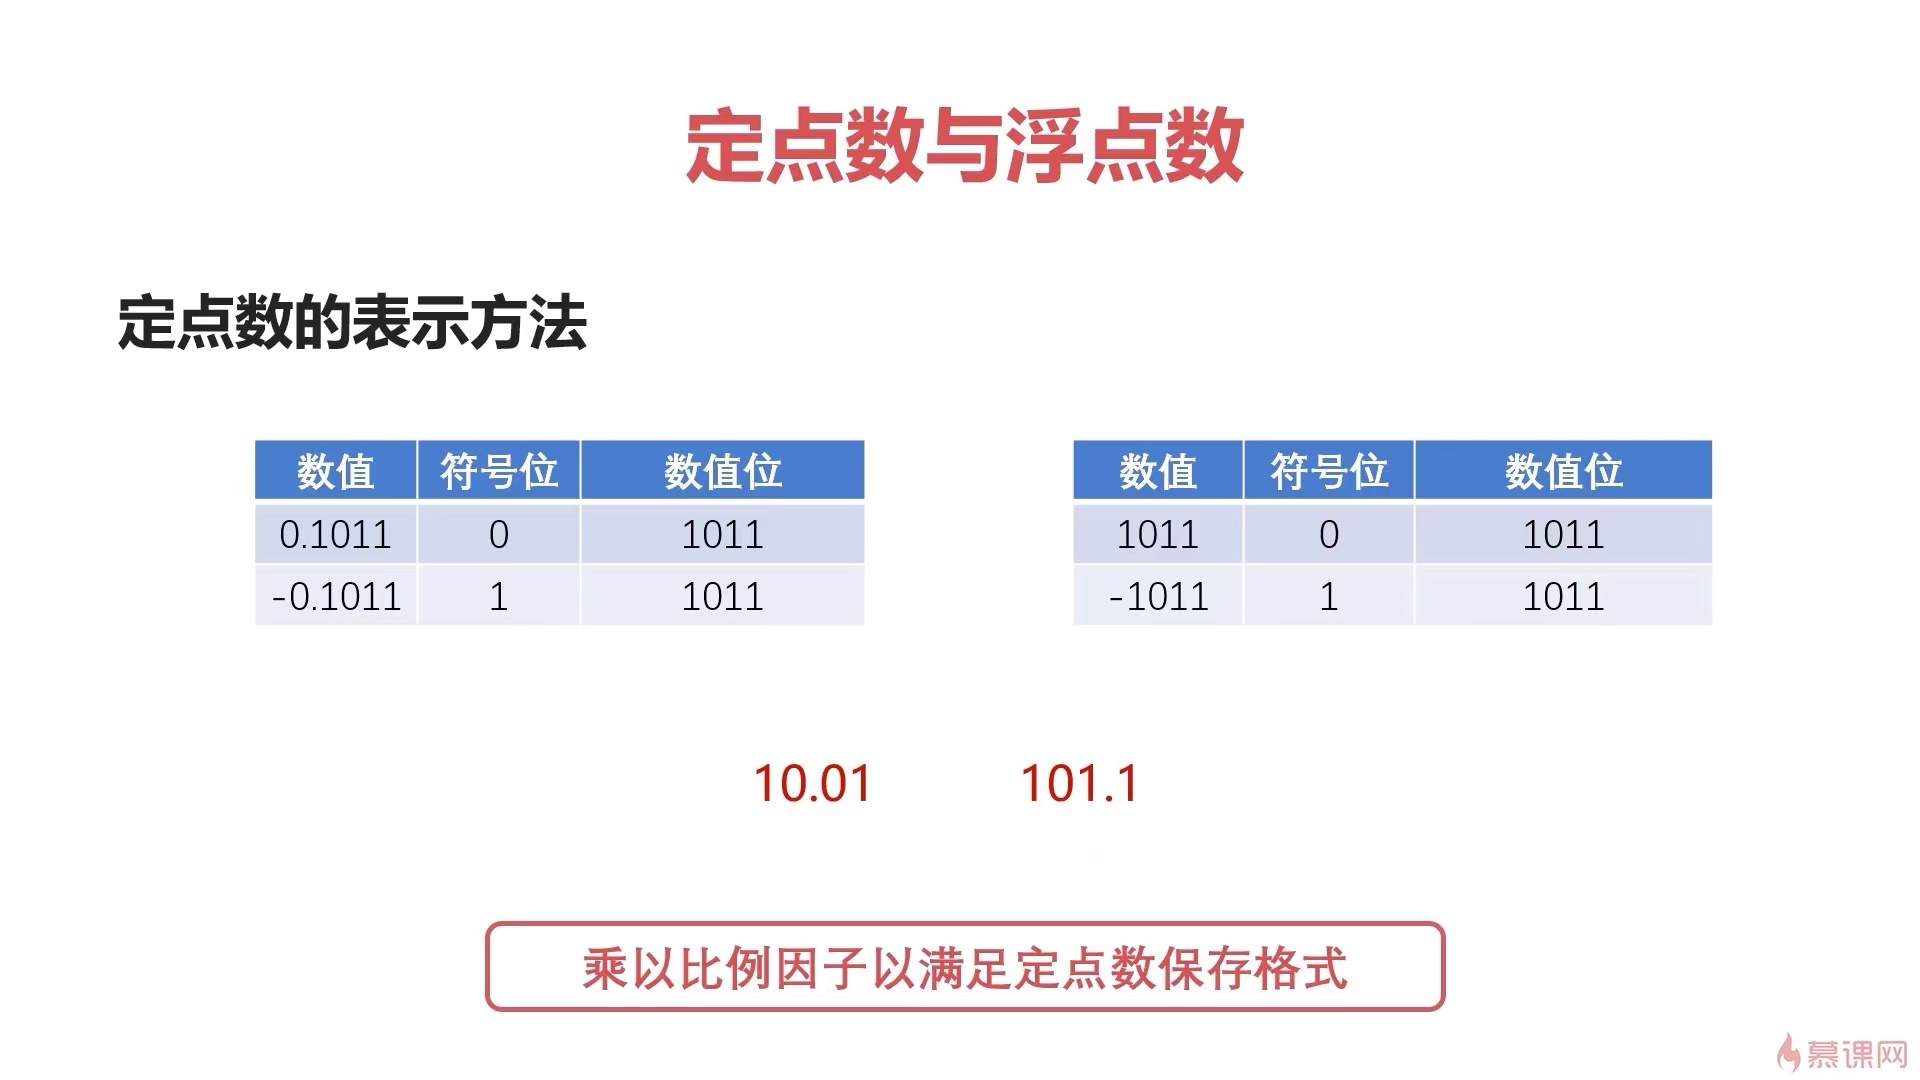 定点数与浮点数
定点数的表示方法
数值 符号位 数值位
0.1011 0 1011
-0.1011 1 1011
数值 符号位 数值位
1011 0 1011
-1011 1 1011
10.01 101.1
乘以比例因子以满足定点数保存格式
慕课网